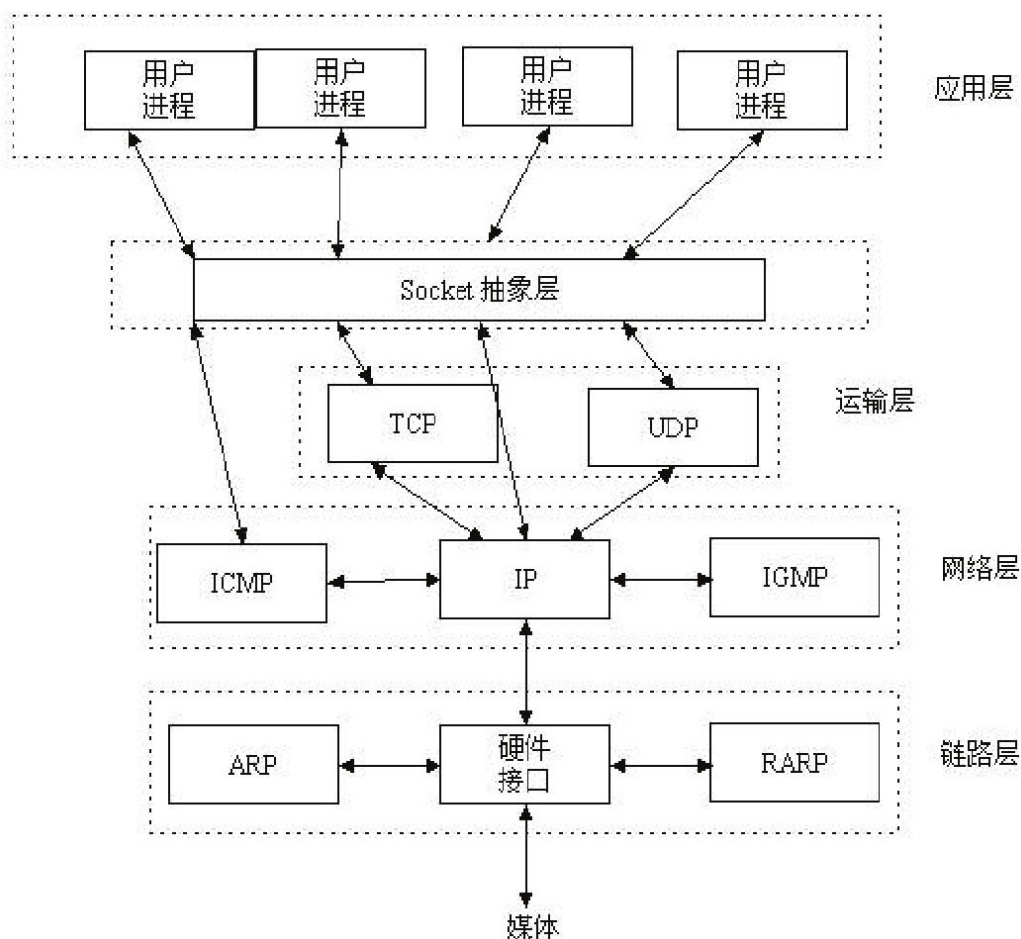 用户
进程
用户
进程
用户
进程
用户
进程
应用层
Socket 抽象层
TCP
UDP
运输层
ICMP
IP
IGMP
网络层
ARP
硬件
接口
RARP
链路层
媒体